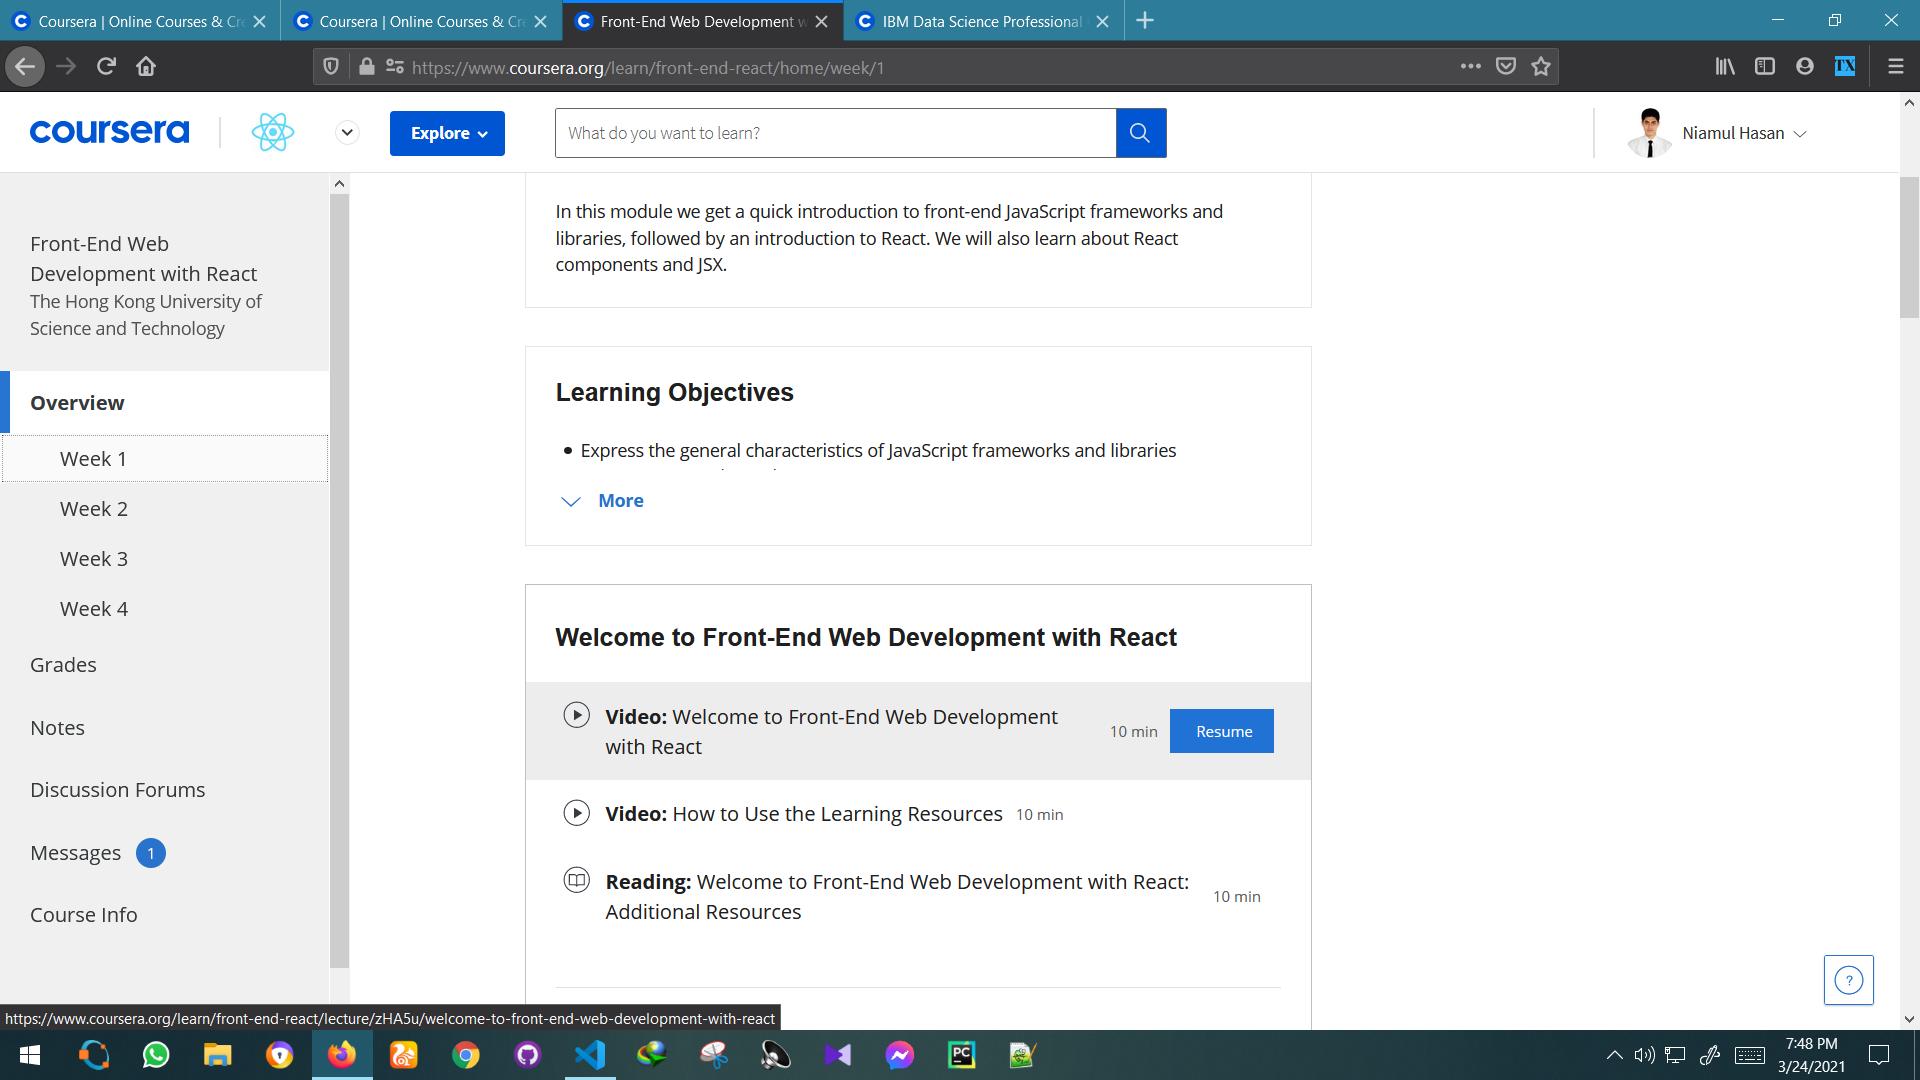 Coursera | Online Courses & Cre
Coursera | Online Courses & Cre
Front-End Web Development w
IBM Data Science Professional
https://www.coursera.org/learn/front-end-react/home/week/1
TX
coursera
Explore
What do you want to learn?
Niamul Hasan
Front-End Web
Development with React
The Hong Kong University of
Science and Technology
Overview
Week 1
Week 2
Week 3
Week 4
Grades
Notes
Discussion Forums
Messages 1
Course Info
In this module we get a quick introduction to front-end JavaScript frameworks and
libraries, followed by an introduction to React. We will also learn about React
components and JSX.
Learning Objectives
• Express the general characteristics of JavaScript frameworks and libraries
More
Welcome to Front-End Web Development with React
Video: Welcome to Front-End Web Development
with React
10 min
Resume
Video: How to Use the Learning Resources 10 min
Reading: Welcome to Front-End Web Development with React:
Additional Resources
10 min
?
https://www.coursera.org/learn/front-end-react/lecture/zHA5u/welcome-to-front-end-web-development-with-react
PC
7:48 PM
3/24/2021